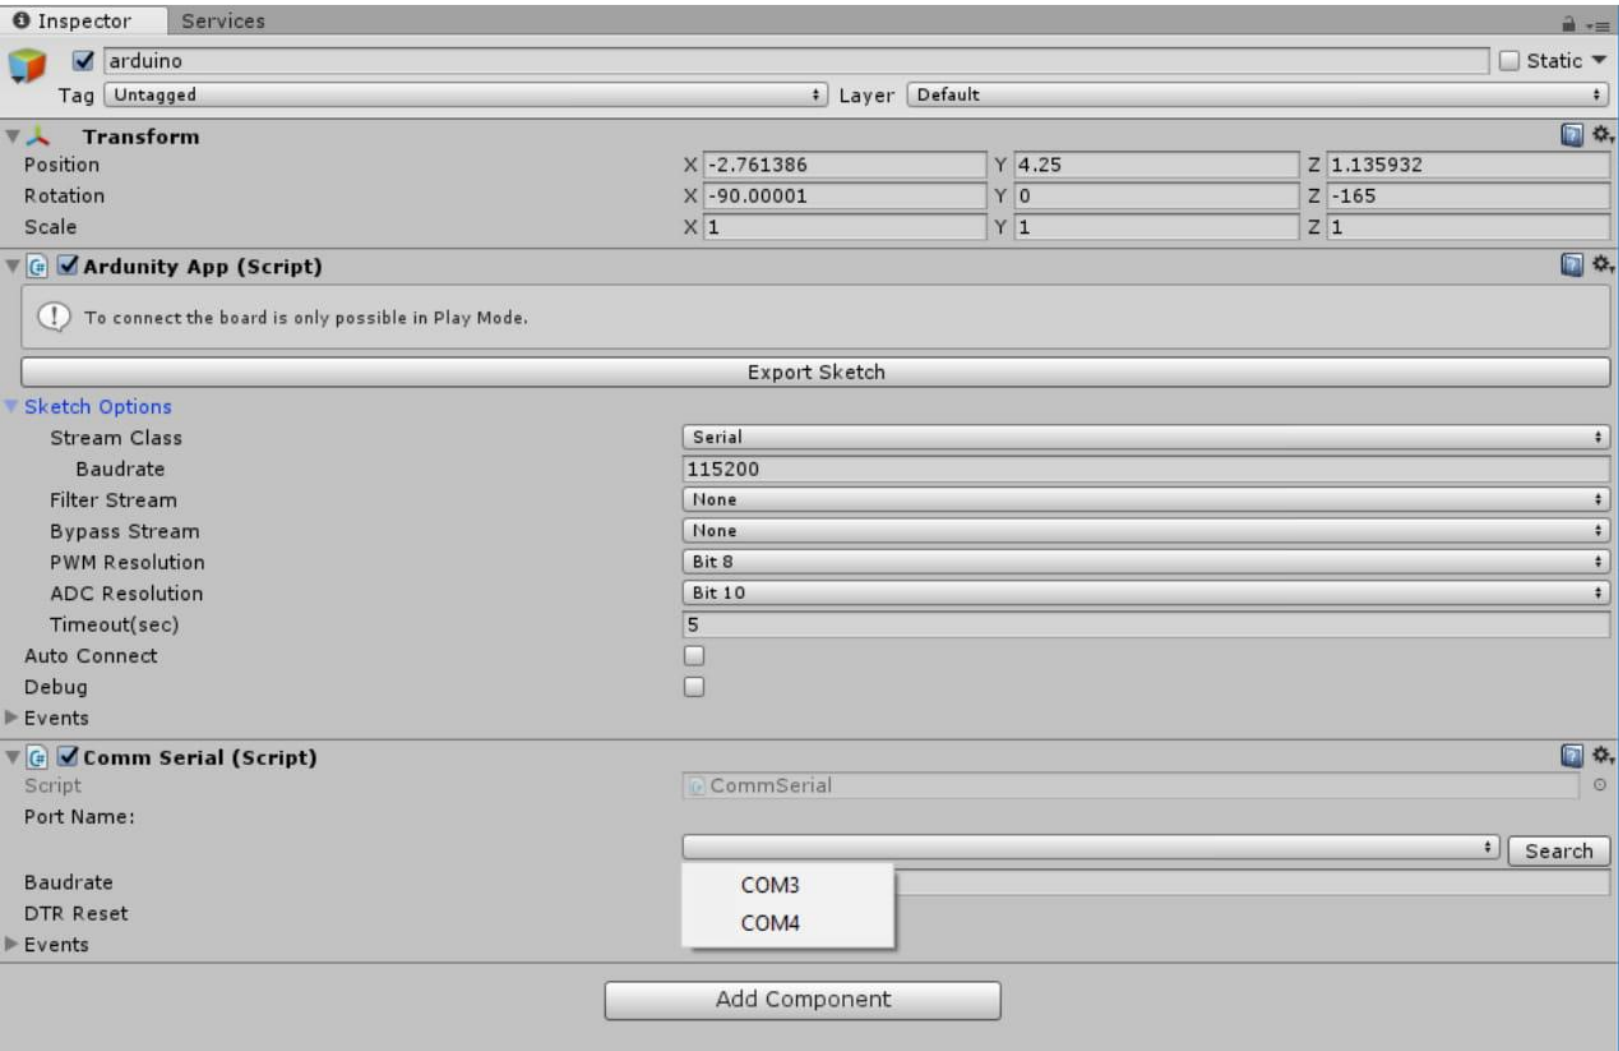 Inspector Services
arduino Static
Tag Untagged Layer Default
Transform
Position X -2.761386 Y 4.25 Z 1.135932
Rotation X -90.00001 Y 0 Z -165
Scale X 1 Y 1 Z 1
Ardunity App (Script)
To connect the board is only possible in Play Mode.
Export Sketch
Sketch Options
Stream Class Serial
Baudrate 115200
Filter Stream None
Bypass Stream None
PWM Resolution Bit 8
ADC Resolution Bit 10
Timeout(sec) 5
Auto Connect
Debug
Events
Comm Serial (Script)
Script CommSerial
Port Name:
Search
Baudrate COM3
DTR Reset COM4
Events
Add Component